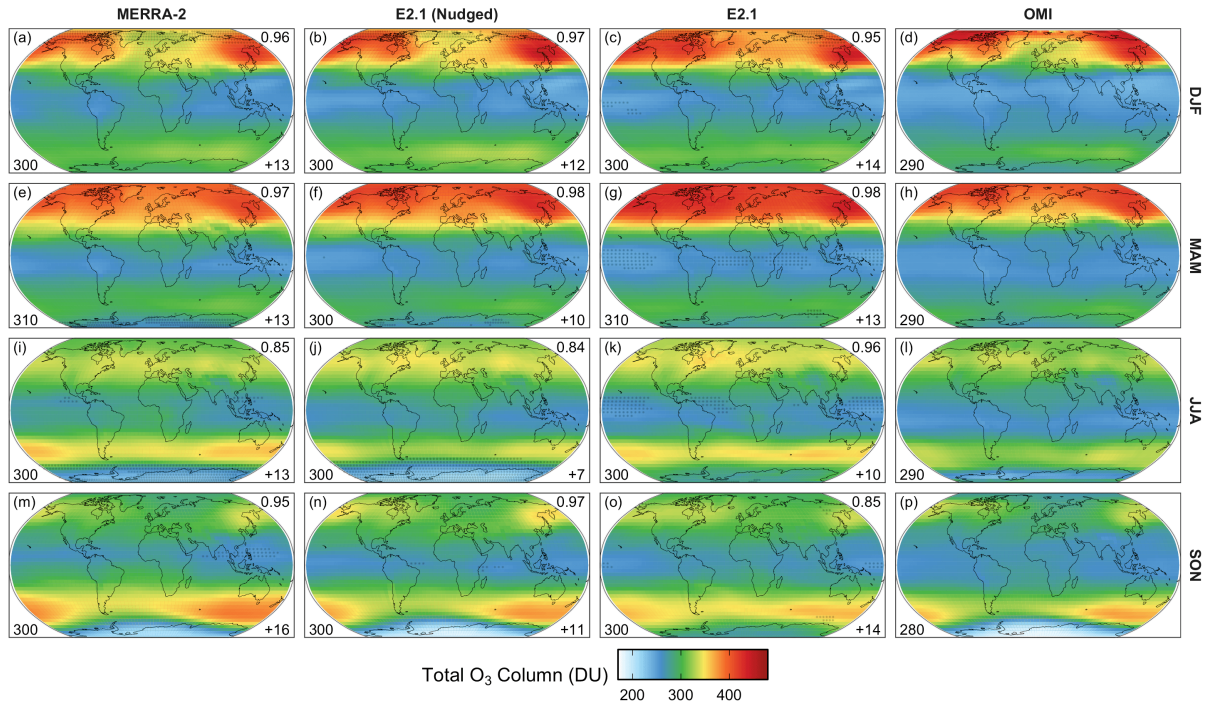 MERRA-2 E2.1 (Nudged) E2.1 OMI
(a) 0.96 (b) 0.97 (c) 0.95 (d)
DJF
300 +13 300 +12 300 +14 290
(e) 0.97 (f) 0.98 (g) 0.98 (h)
MAM
310 +13 300 +10 310 +13 290
(i) 0.85 (j) 0.84 (k) 0.96 (l)
JJA
300 +13 300 +7 300 +10 290
(m) 0.95 (n) 0.97 (o) 0.85 (p)
SON
300 +16 300 +11 300 +14 280
Total O₃ Column (DU)
200 300 400